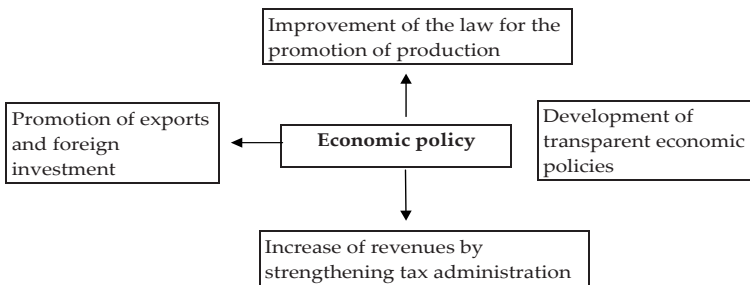 Improvement of the law for the
promotion of production
Promotion of exports
and foreign
investment
Economic policy
Development of
transparent economic
policies
Increase of revenues by
strengthening tax administration